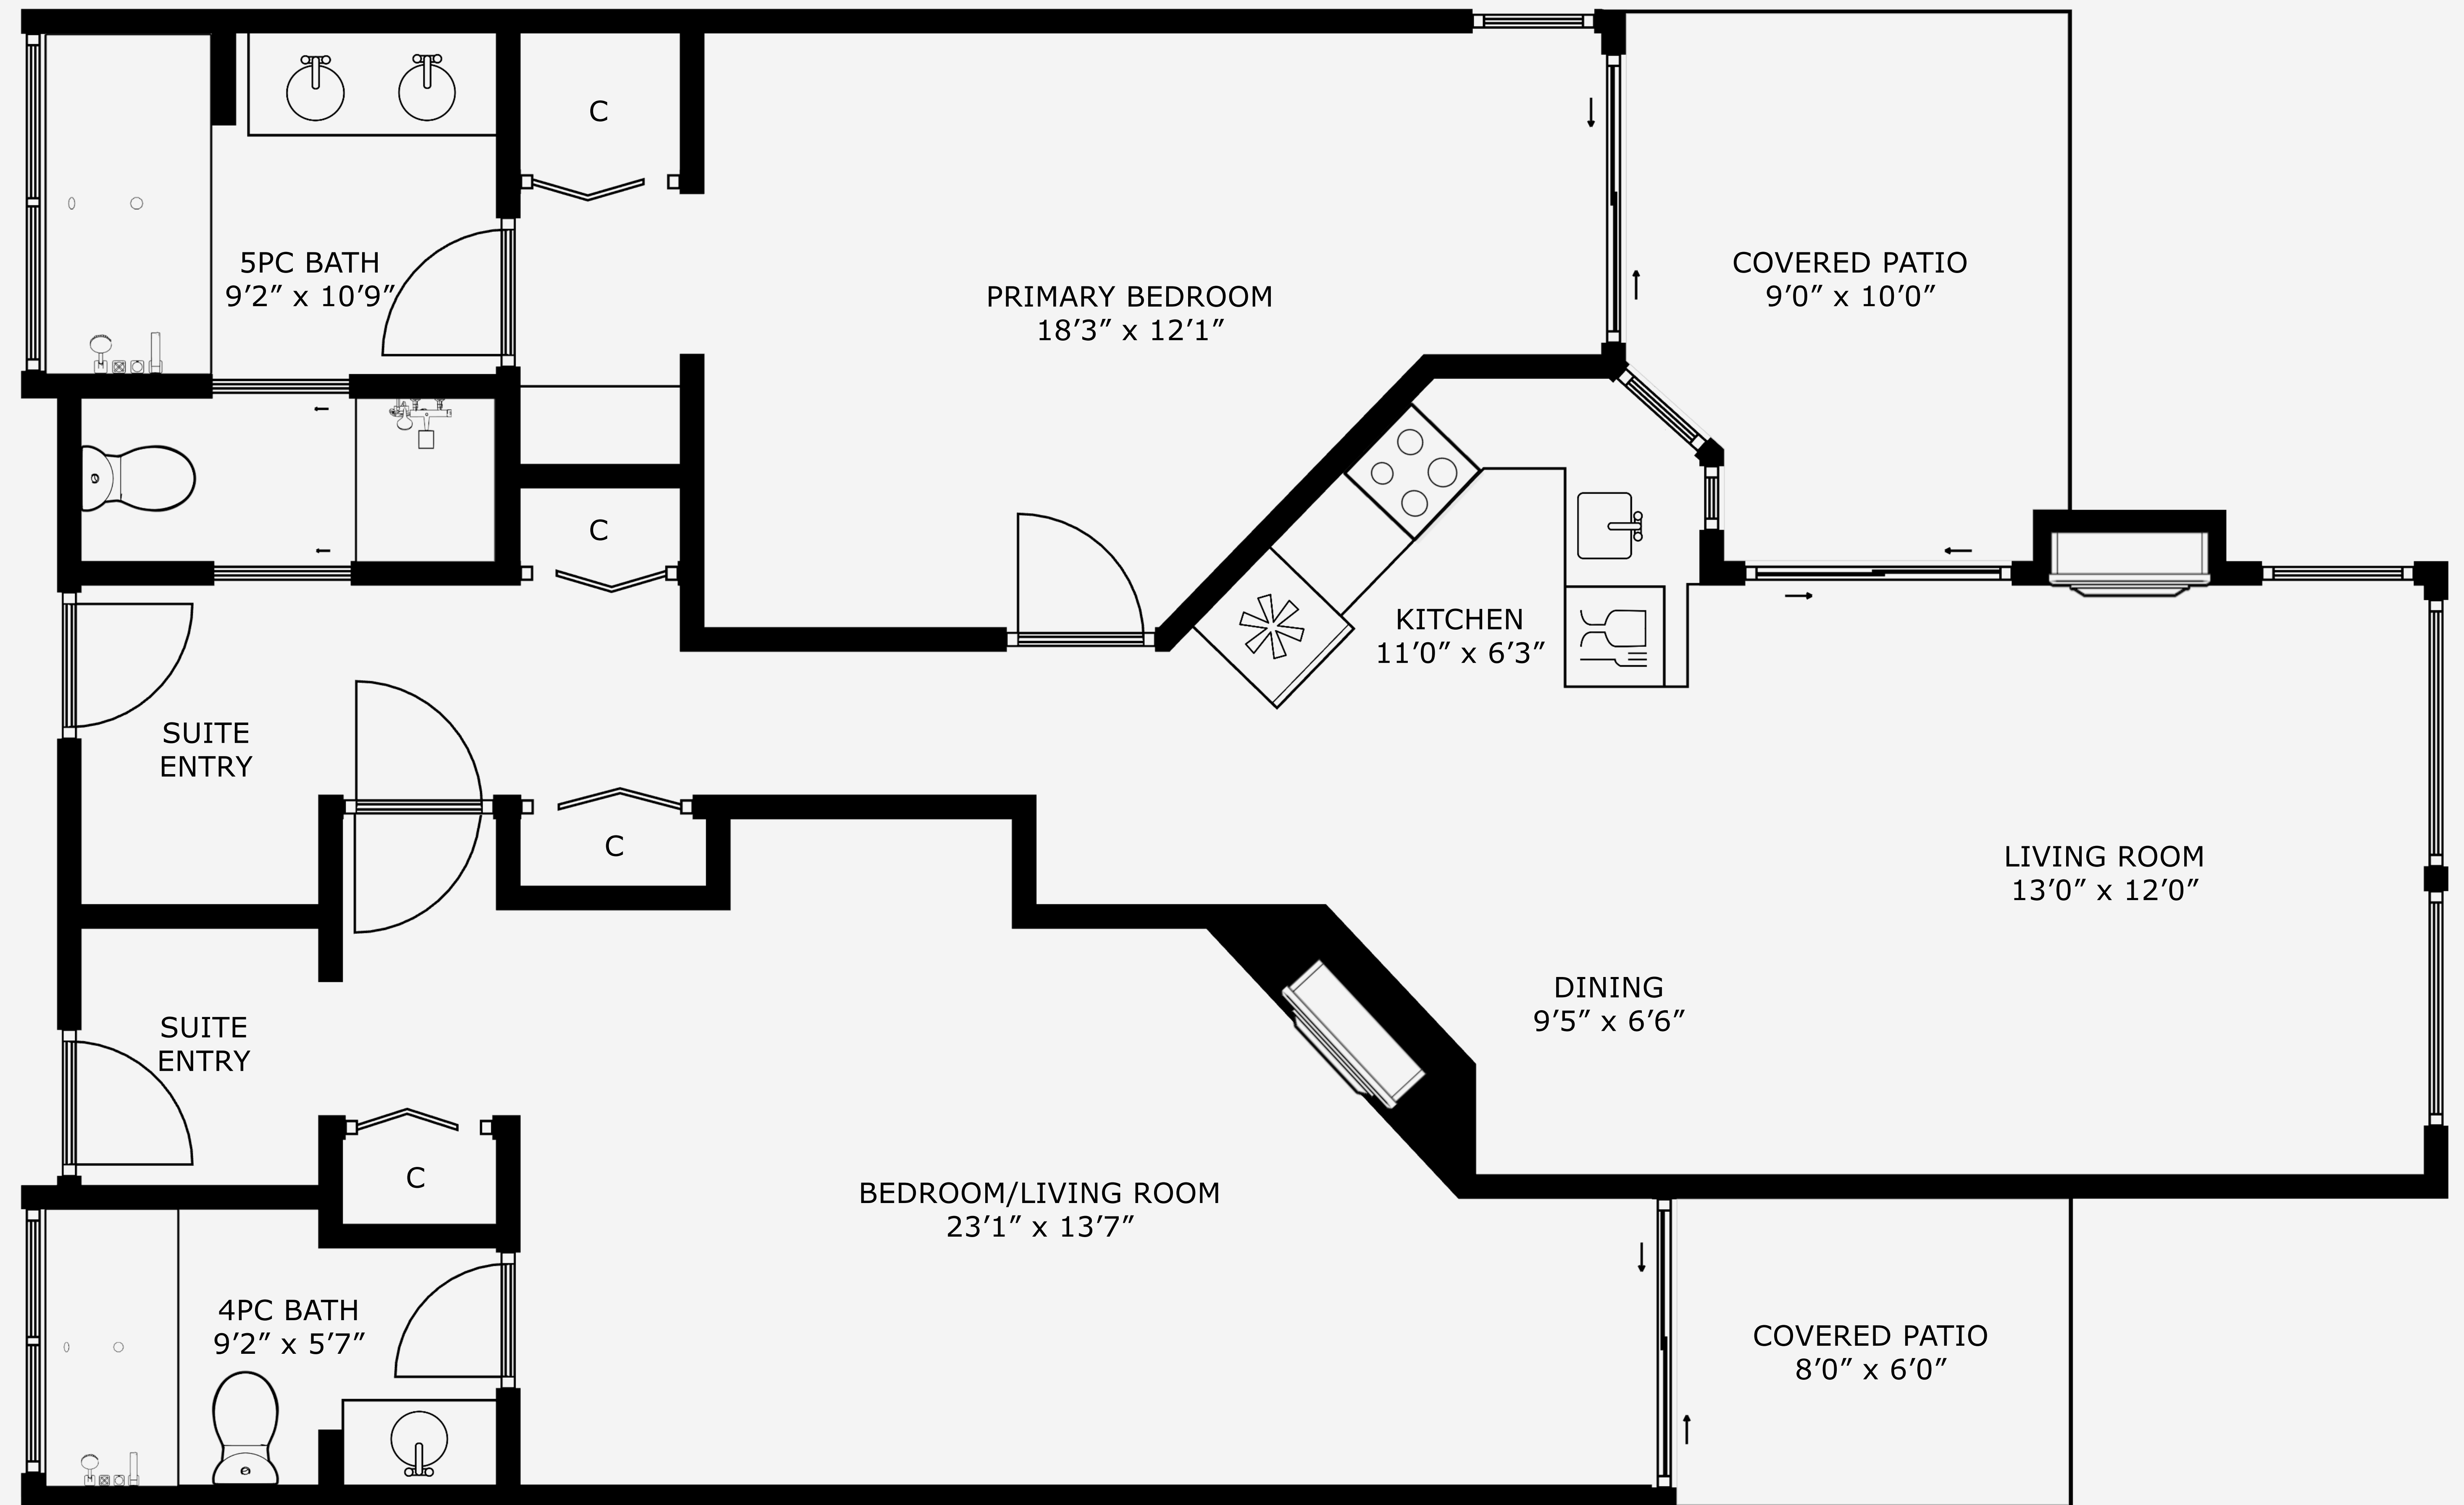 C
5PC BATH
9’2” x 10’9”
PRIMARY BEDROOM
18’3” x 12’1”
COVERED PATIO
9’0” x 10’0”
C
KITCHEN
11’0” x 6’3”
SUITE
ENTRY
C
LIVING ROOM
13’0” x 12’0”
DINING
9’5” x 6’6”
SUITE
ENTRY
C
BEDROOM/LIVING ROOM
23’1” x 13’7”
4PC BATH
9’2” x 5’7”
COVERED PATIO
8’0” x 6’0”